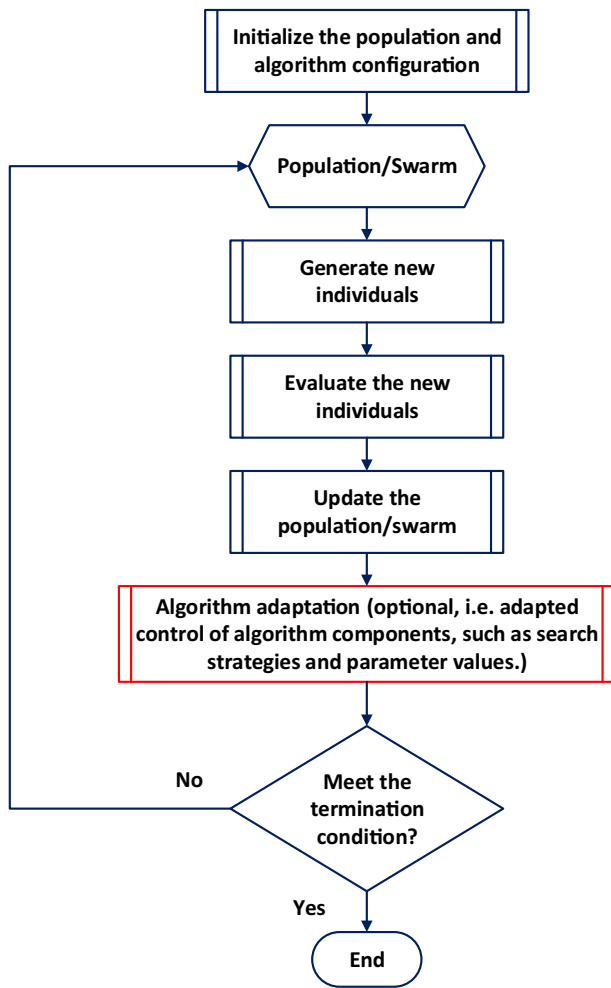 Initialize the population and
algorithm configuration
Population/Swarm
Generate new
individuals
Evaluate the new
individuals
Update the
population/swarm
Algorithm adaptation (optional, i.e. adapted
control of algorithm components, such as search
strategies and parameter values.)
No
Meet the
termination
condition?
Yes
End